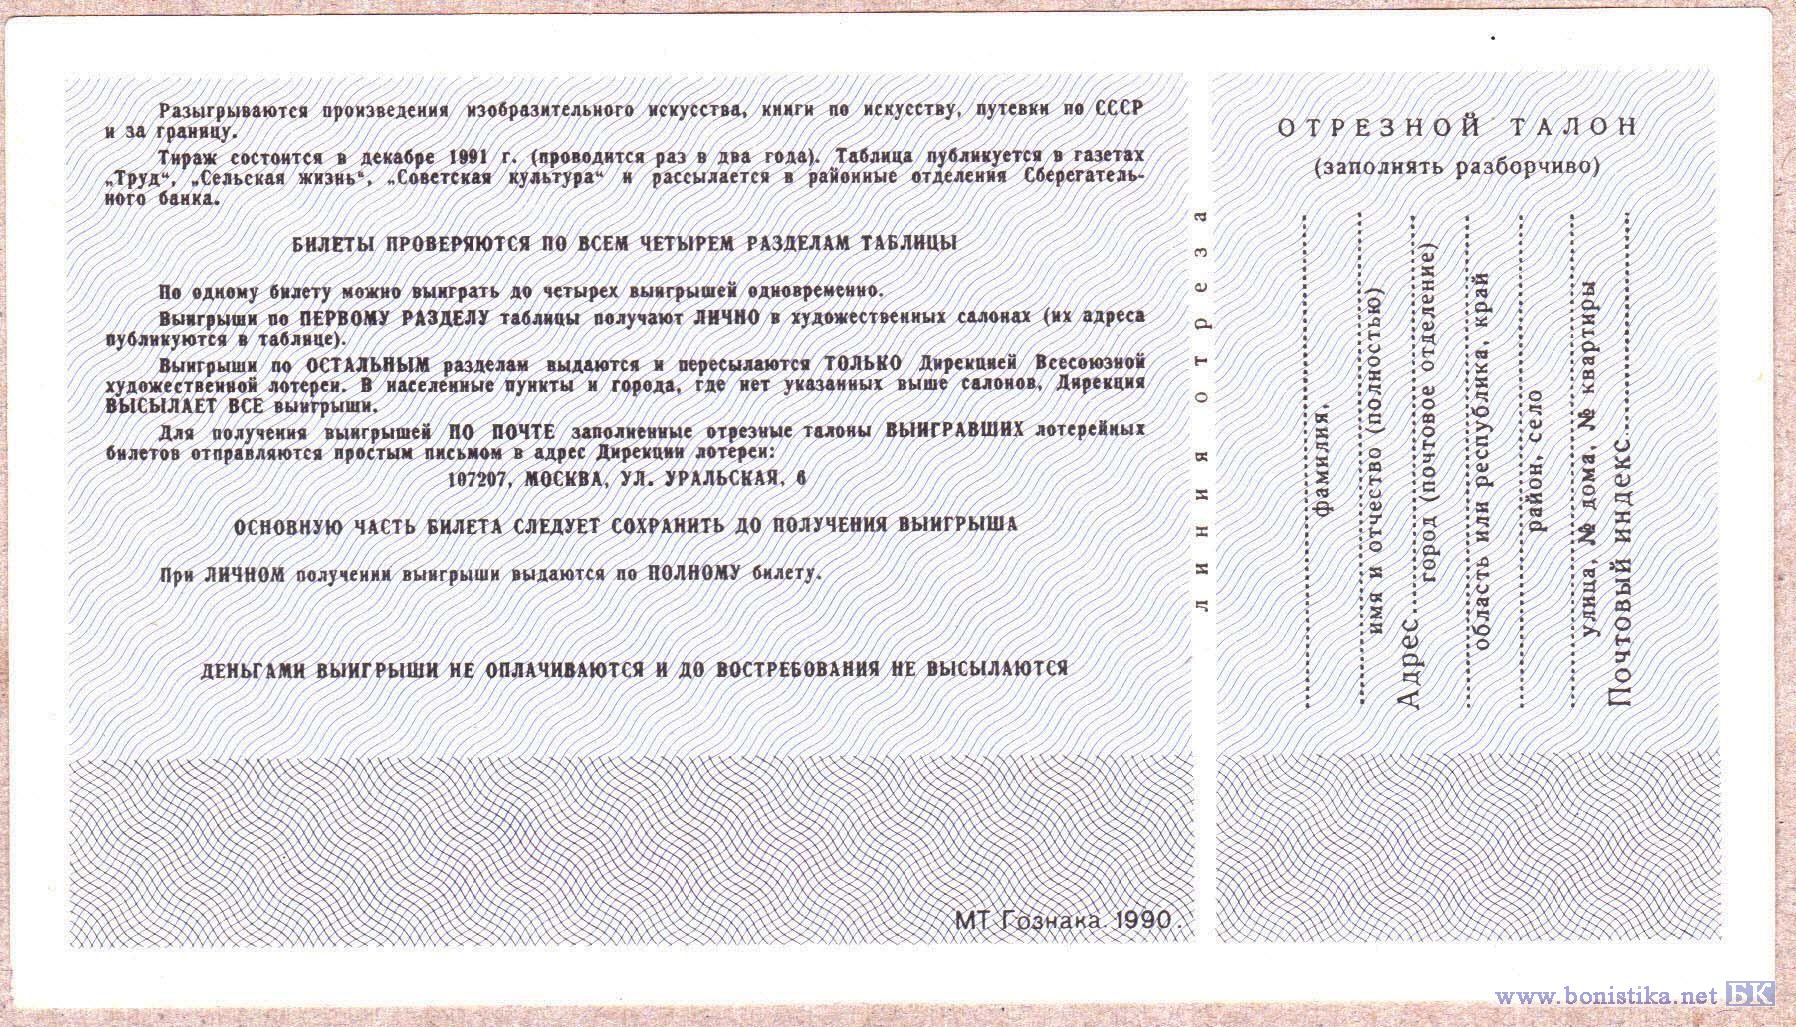 Разыгрываются произведения изобразительного искусства, книги по искусству, путевки по СССР
и за границу.
Тираж состоится в декабре 1991 г. (проводится раз в два года). Таблица публикуется в газетах
„Труд“, „Сельская жизнь“, „Советская культура“ и рассылается в районные отделения Сберегатель-
ного банка.
БИЛЕТЫ ПРОВЕРЯЮТСЯ ПО ВСЕМ ЧЕТЫРЕМ РАЗДЕЛАМ ТАБЛИЦЫ
По одному билету можно выиграть до четырех выигрышей одновременно.
Выигрыши по ПЕРВОМУ РАЗДЕЛУ таблицы получают ЛИЧНО в художественных салонах (их адреса
публикуются в таблице).
Выигрыши по ОСТАЛЬНЫМ разделам выдаются и пересылаются ТОЛЬКО Дирекцией Всесоюзной
художественной лотереи. В населенные пункты и города, где нет указанных выше салонов, Дирекция
ВЫСЫЛАЕТ ВСЕ выигрыши.
Для получения выигрышей ПО ПОЧТЕ заполненные отрезные талоны ВЫИГРАВШИХ лотерейных
билетов отправляются простым письмом в адрес Дирекции лотереи:
107207, МОСКВА, УЛ. УРАЛЬСКАЯ, 6
ОСНОВНУЮ ЧАСТЬ БИЛЕТА СЛЕДУЕТ СОХРАНИТЬ ДО ПОЛУЧЕНИЯ ВЫИГРЫША
При ЛИЧНОМ получении выигрыши выдаются по ПОЛНОМУ билету.
ДЕНЬГАМИ ВЫИГРЫШИ НЕ ОПЛАЧИВАЮТСЯ И ДО ВОСТРЕБОВАНИЯ НЕ ВЫСЫЛАЮТСЯ
МТ Гознака. 1990.
линия отреза
ОТРЕЗНОЙ ТАЛОН
(заполнять разборчиво)
фамилия,
имя и отчество (полностью)
Адрес
город (почтовое отделение)
область или республика, край
район, село
улица, № дома, № квартиры
Почтовый индекс
www.bonistika.net БК